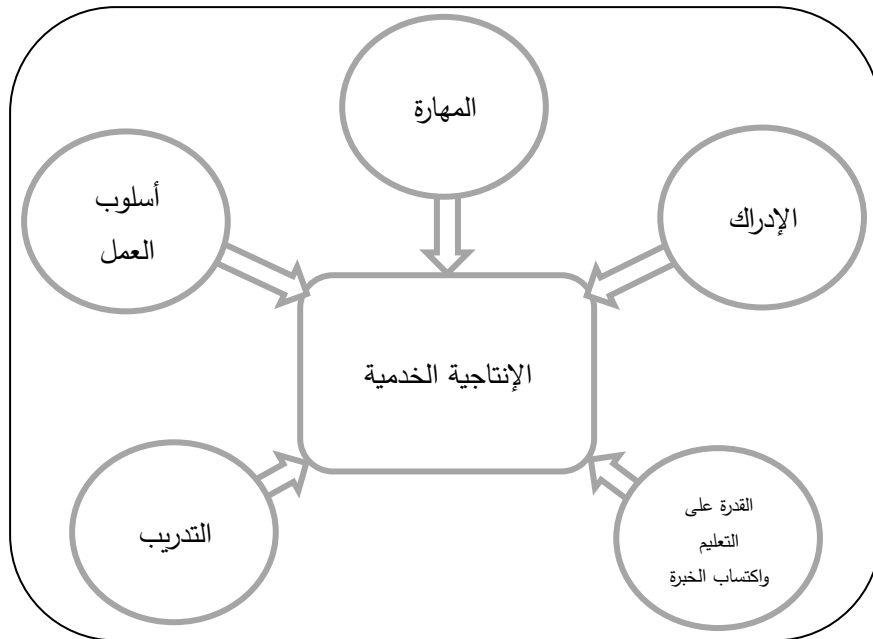 المهارة
أسلوب
العمل
الإدراك
الإنتاجية الخدمية
التدريب
القدرة على
التعليم
واكتساب الخبرة